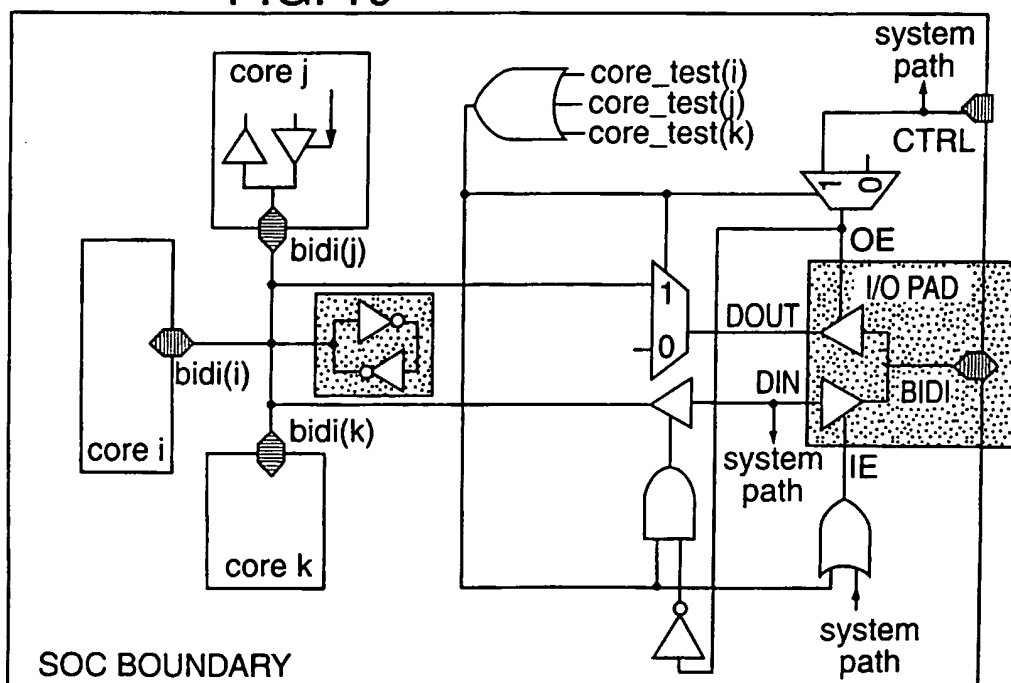 core j
core_test(i)
core_test(j)
core_test(k)
system
path
CTRL
1 0
OE
bidi(j)
I/O PAD
1
DOUT
0
bidi(i)
DIN
BIDI
bidi(k)
core i
system
path
IE
core k
system
path
SOC BOUNDARY